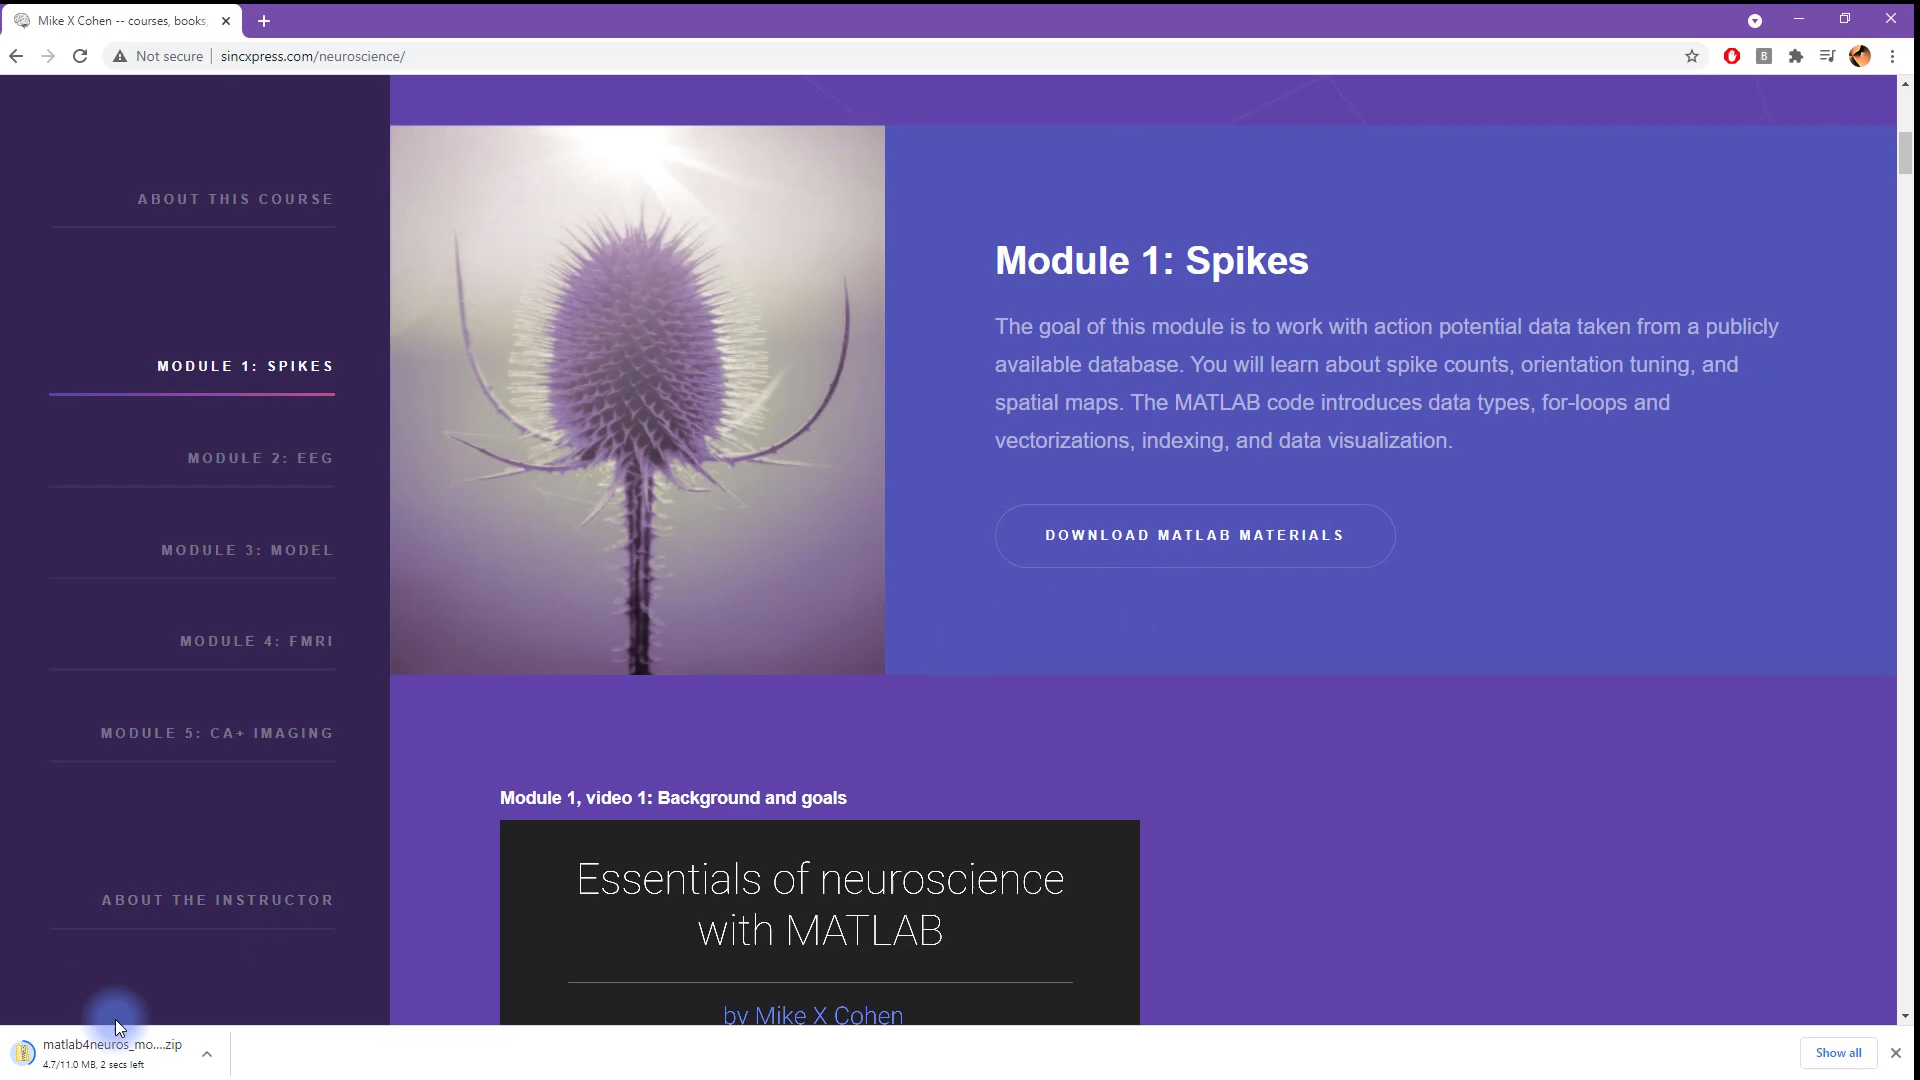 Mike X Cohen -- courses, books,
Not secure
sincxpress.com/neuroscience/
ABOUT THIS COURSE
MODULE 1: SPIKES
MODULE 2: EEG
MODULE 3: MODEL
MODULE 4: FMRI
MODULE 5: CA+ IMAGING
ABOUT THE INSTRUCTOR
Module 1: Spikes
The goal of this module is to work with action potential data taken from a publicly
available database. You will learn about spike counts, orientation tuning, and
spatial maps. The MATLAB code introduces data types, for-loops and
vectorizations, indexing, and data visualization.
DOWNLOAD MATLAB MATERIALS
Module 1, video 1: Background and goals
Essentials of neuroscience
with MATLAB
by Mike X Cohen
matlab4neuros_mo....zip
4.7/11.0 MB, 2 secs left
Show all